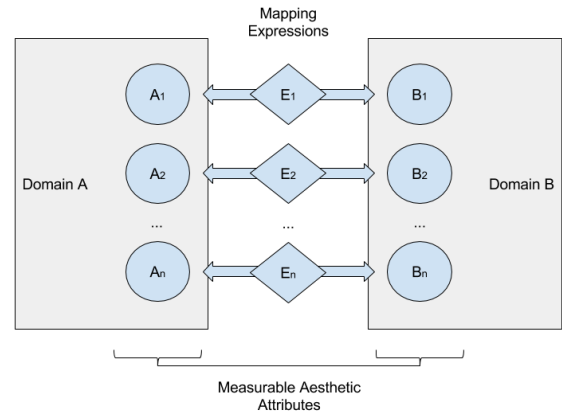 Mapping
Expressions
A1 E1 B1
A2 E2 B2
Domain A Domain B
... ... ...
An En Bn
Measurable Aesthetic
Attributes